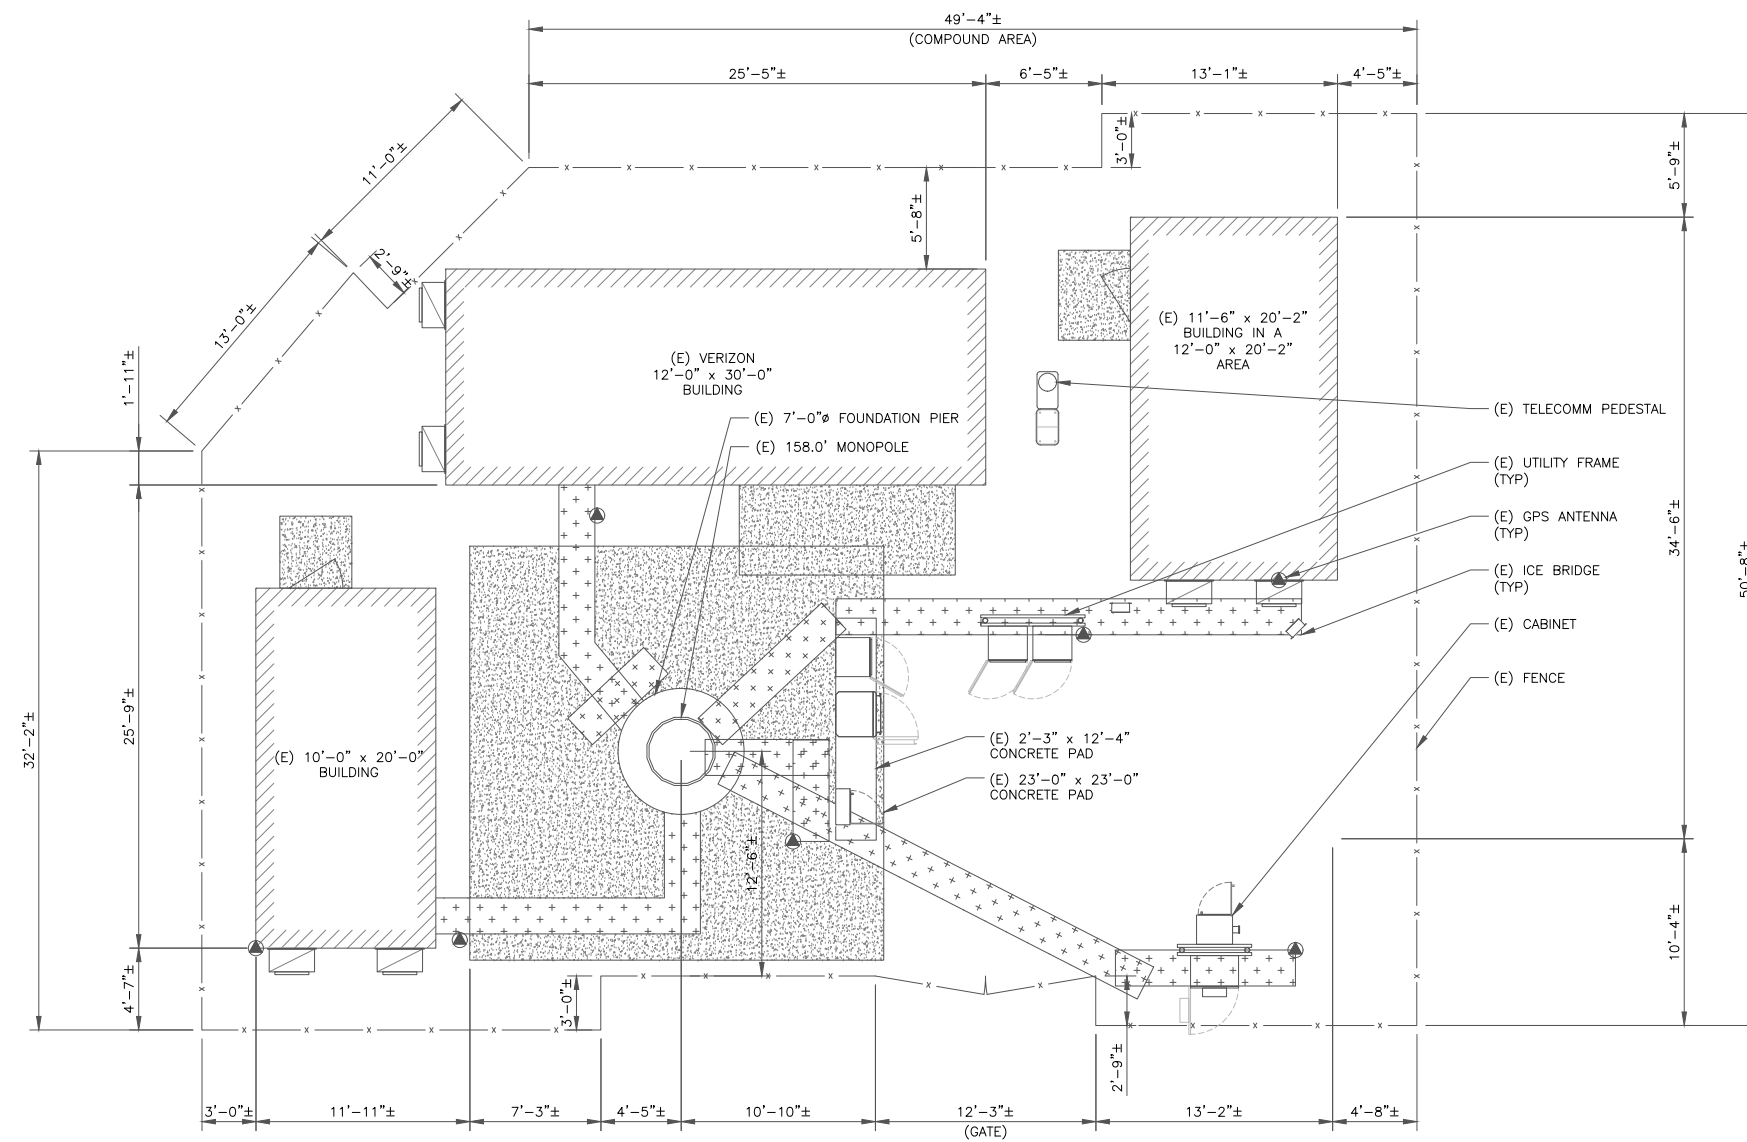 49'-4"±
(COMPOUND AREA)
25'-5"±
6'-5"±
13'-1"±
4'-5"±
11'-0"±
3'-0"±
5'-9"±
5'-8"±
2'-9"±
13'-0"±
1'-11"±
(E) VERIZON
12'-0" x 30'-0"
BUILDING
(E) 11'-6" x 20'-2"
BUILDING IN A
12'-0" x 20'-2"
AREA
(E) 7'-0"ø FOUNDATION PIER
(E) 158.0' MONOPOLE
(E) TELECOMM PEDESTAL
(E) UTILITY FRAME
(TYP)
(E) GPS ANTENNA
(TYP)
(E) ICE BRIDGE
(TYP)
(E) CABINET
(E) FENCE
34'-6"±
50'-8"±
32'-2"±
25'-9"±
(E) 10'-0" x 20'-0"
BUILDING
(E) 2'-3" x 12'-4"
CONCRETE PAD
(E) 23'-0" x 23'-0"
CONCRETE PAD
12'-6"±
10'-4"±
4'-7"±
3'-0"±
2'-9"±
3'-0"±
11'-11"±
7'-3"±
4'-5"±
10'-10"±
12'-3"±
(GATE)
13'-2"±
4'-8"±